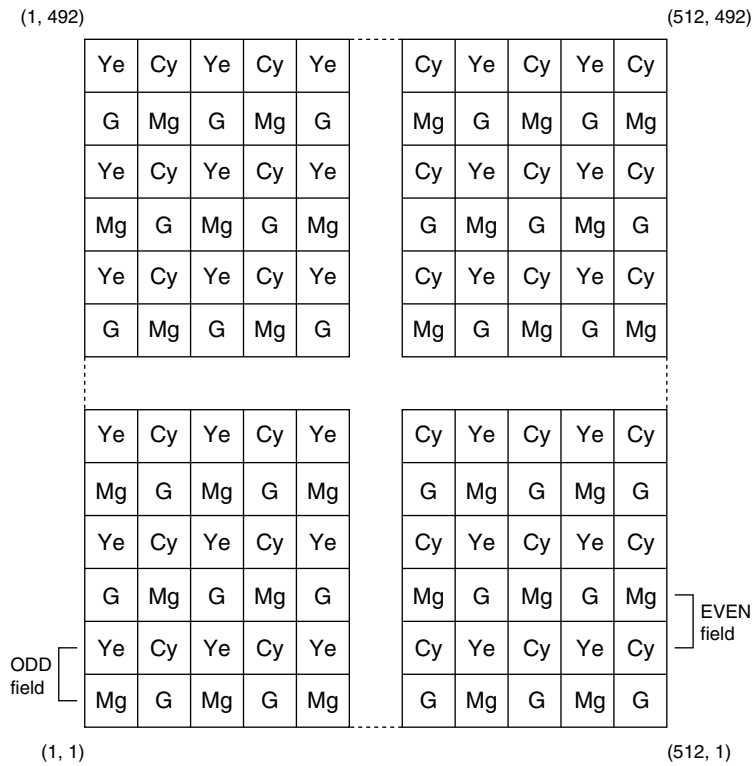 (1, 492) (512, 492)
Ye Cy Ye Cy Ye Cy Ye Cy Ye Cy
G Mg G Mg G Mg G Mg G Mg
Ye Cy Ye Cy Ye Cy Ye Cy Ye Cy
Mg G Mg G Mg G Mg G Mg G
Ye Cy Ye Cy Ye Cy Ye Cy Ye Cy
G Mg G Mg G Mg G Mg G Mg
Ye Cy Ye Cy Ye Cy Ye Cy Ye Cy
Mg G Mg G Mg G Mg G Mg G
Ye Cy Ye Cy Ye Cy Ye Cy Ye Cy
G Mg G Mg G Mg G Mg G Mg
EVEN
field
Ye Cy Ye Cy Ye Cy Ye Cy Ye Cy
ODD
field
Mg G Mg G Mg G Mg G Mg G
(1, 1) (512, 1)